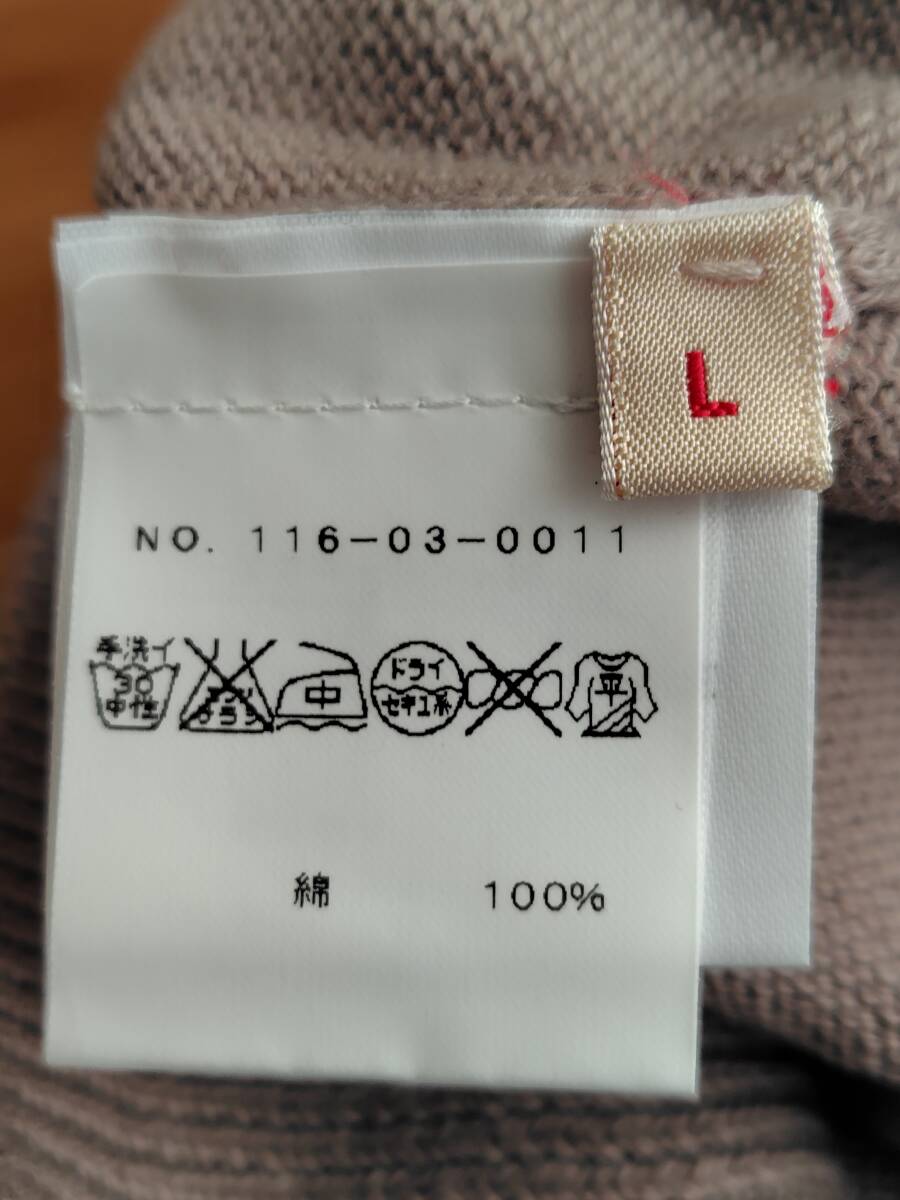 L
NO. 116-03-0011
手洗イ
30
中性
エンソサラシ
中
ドライ
セキユ系
平
綿 100%